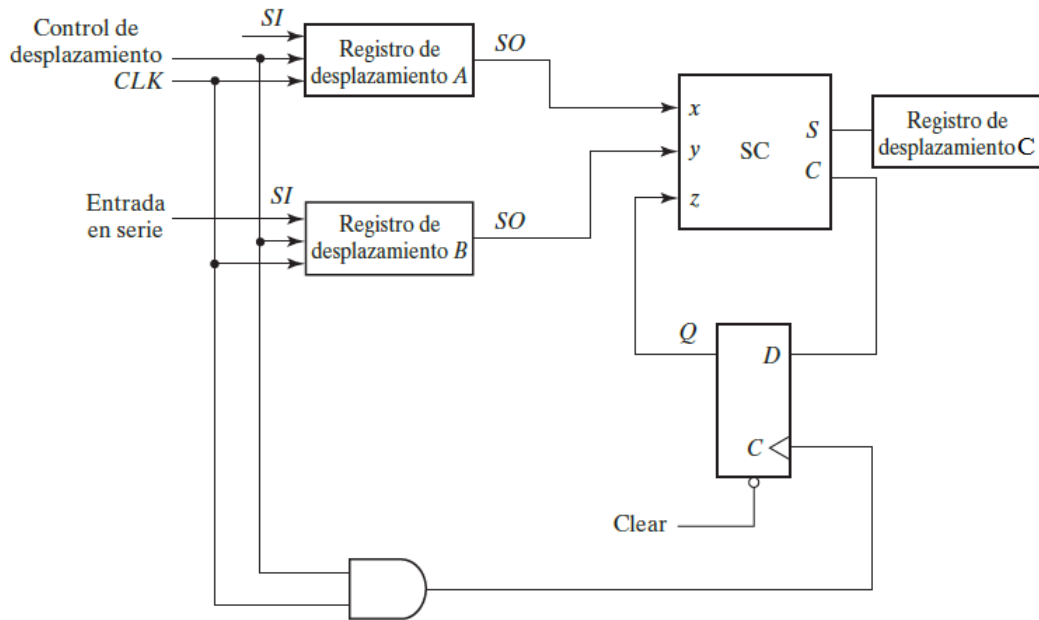 Control de
desplazamiento
CLK
SI
Registro de
desplazamiento A
SO
x
y
z
SC
S
C
Registro de
desplazamiento C
Entrada
en serie
SI
Registro de
desplazamiento B
SO
Q
D
C
Clear